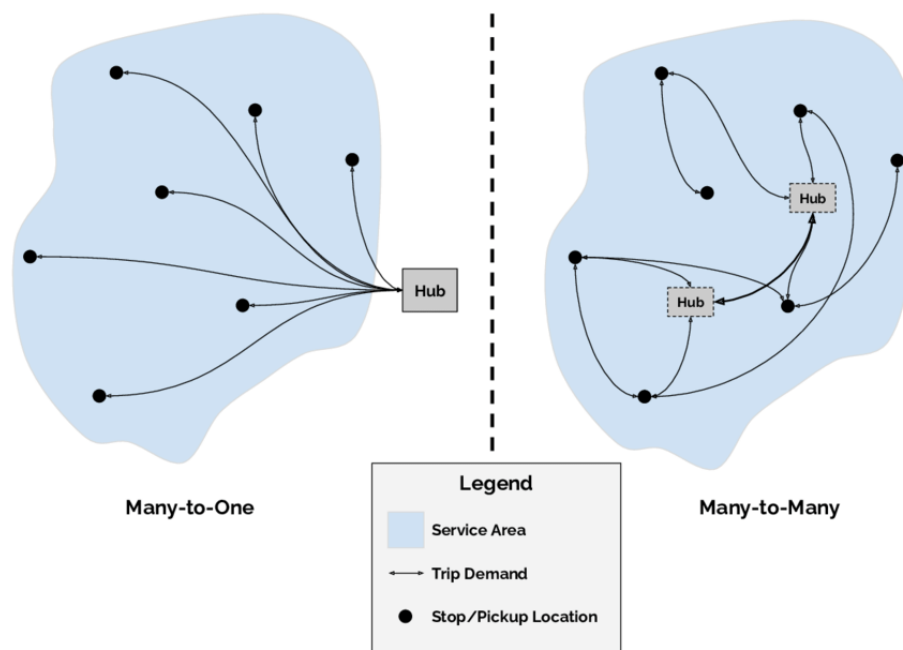 Hub
Hub
Hub
Many-to-One
Many-to-Many
Legend
Service Area
Trip Demand
Stop/Pickup Location